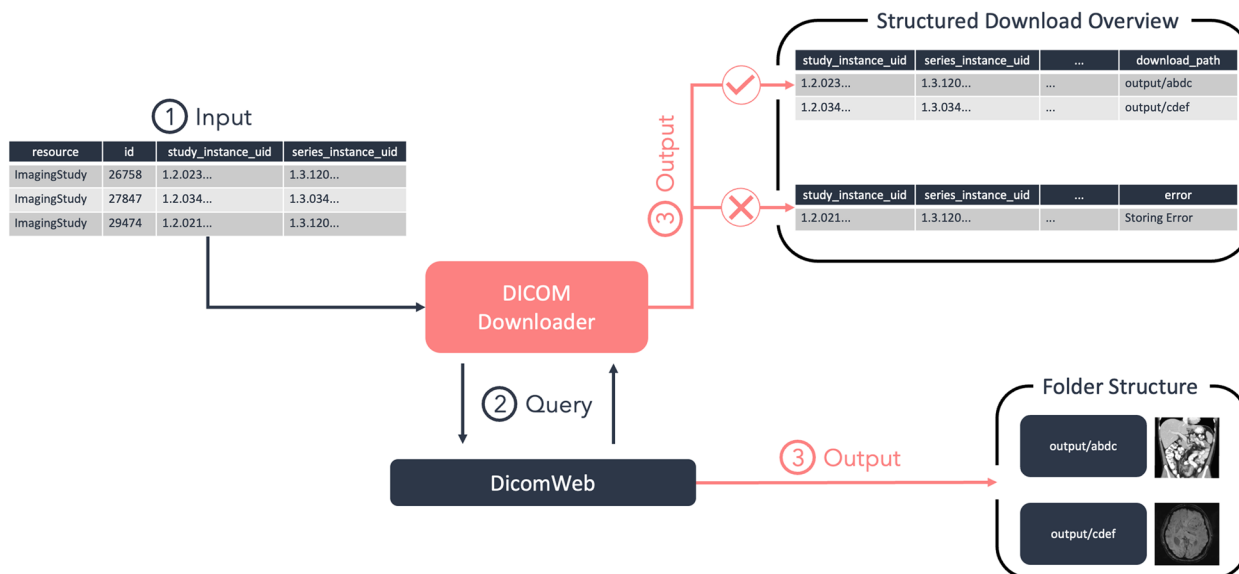 Structured Download Overview
study_instance_uid series_instance_uid ... download_path
1.2.023... 1.3.120... ... output/abdc
1.2.034... 1.3.034... ... output/cdef
1 Input
resource id study_instance_uid series_instance_uid
ImagingStudy 26758 1.2.023... 1.3.120...
ImagingStudy 27847 1.2.034... 1.3.034...
ImagingStudy 29474 1.2.021... 1.3.120...
3 Output
study_instance_uid series_instance_uid ... error
1.2.021... 1.3.120... ... Storing Error
DICOM
Downloader
2 Query
DicomWeb
3 Output
Folder Structure
output/abdc
output/cdef